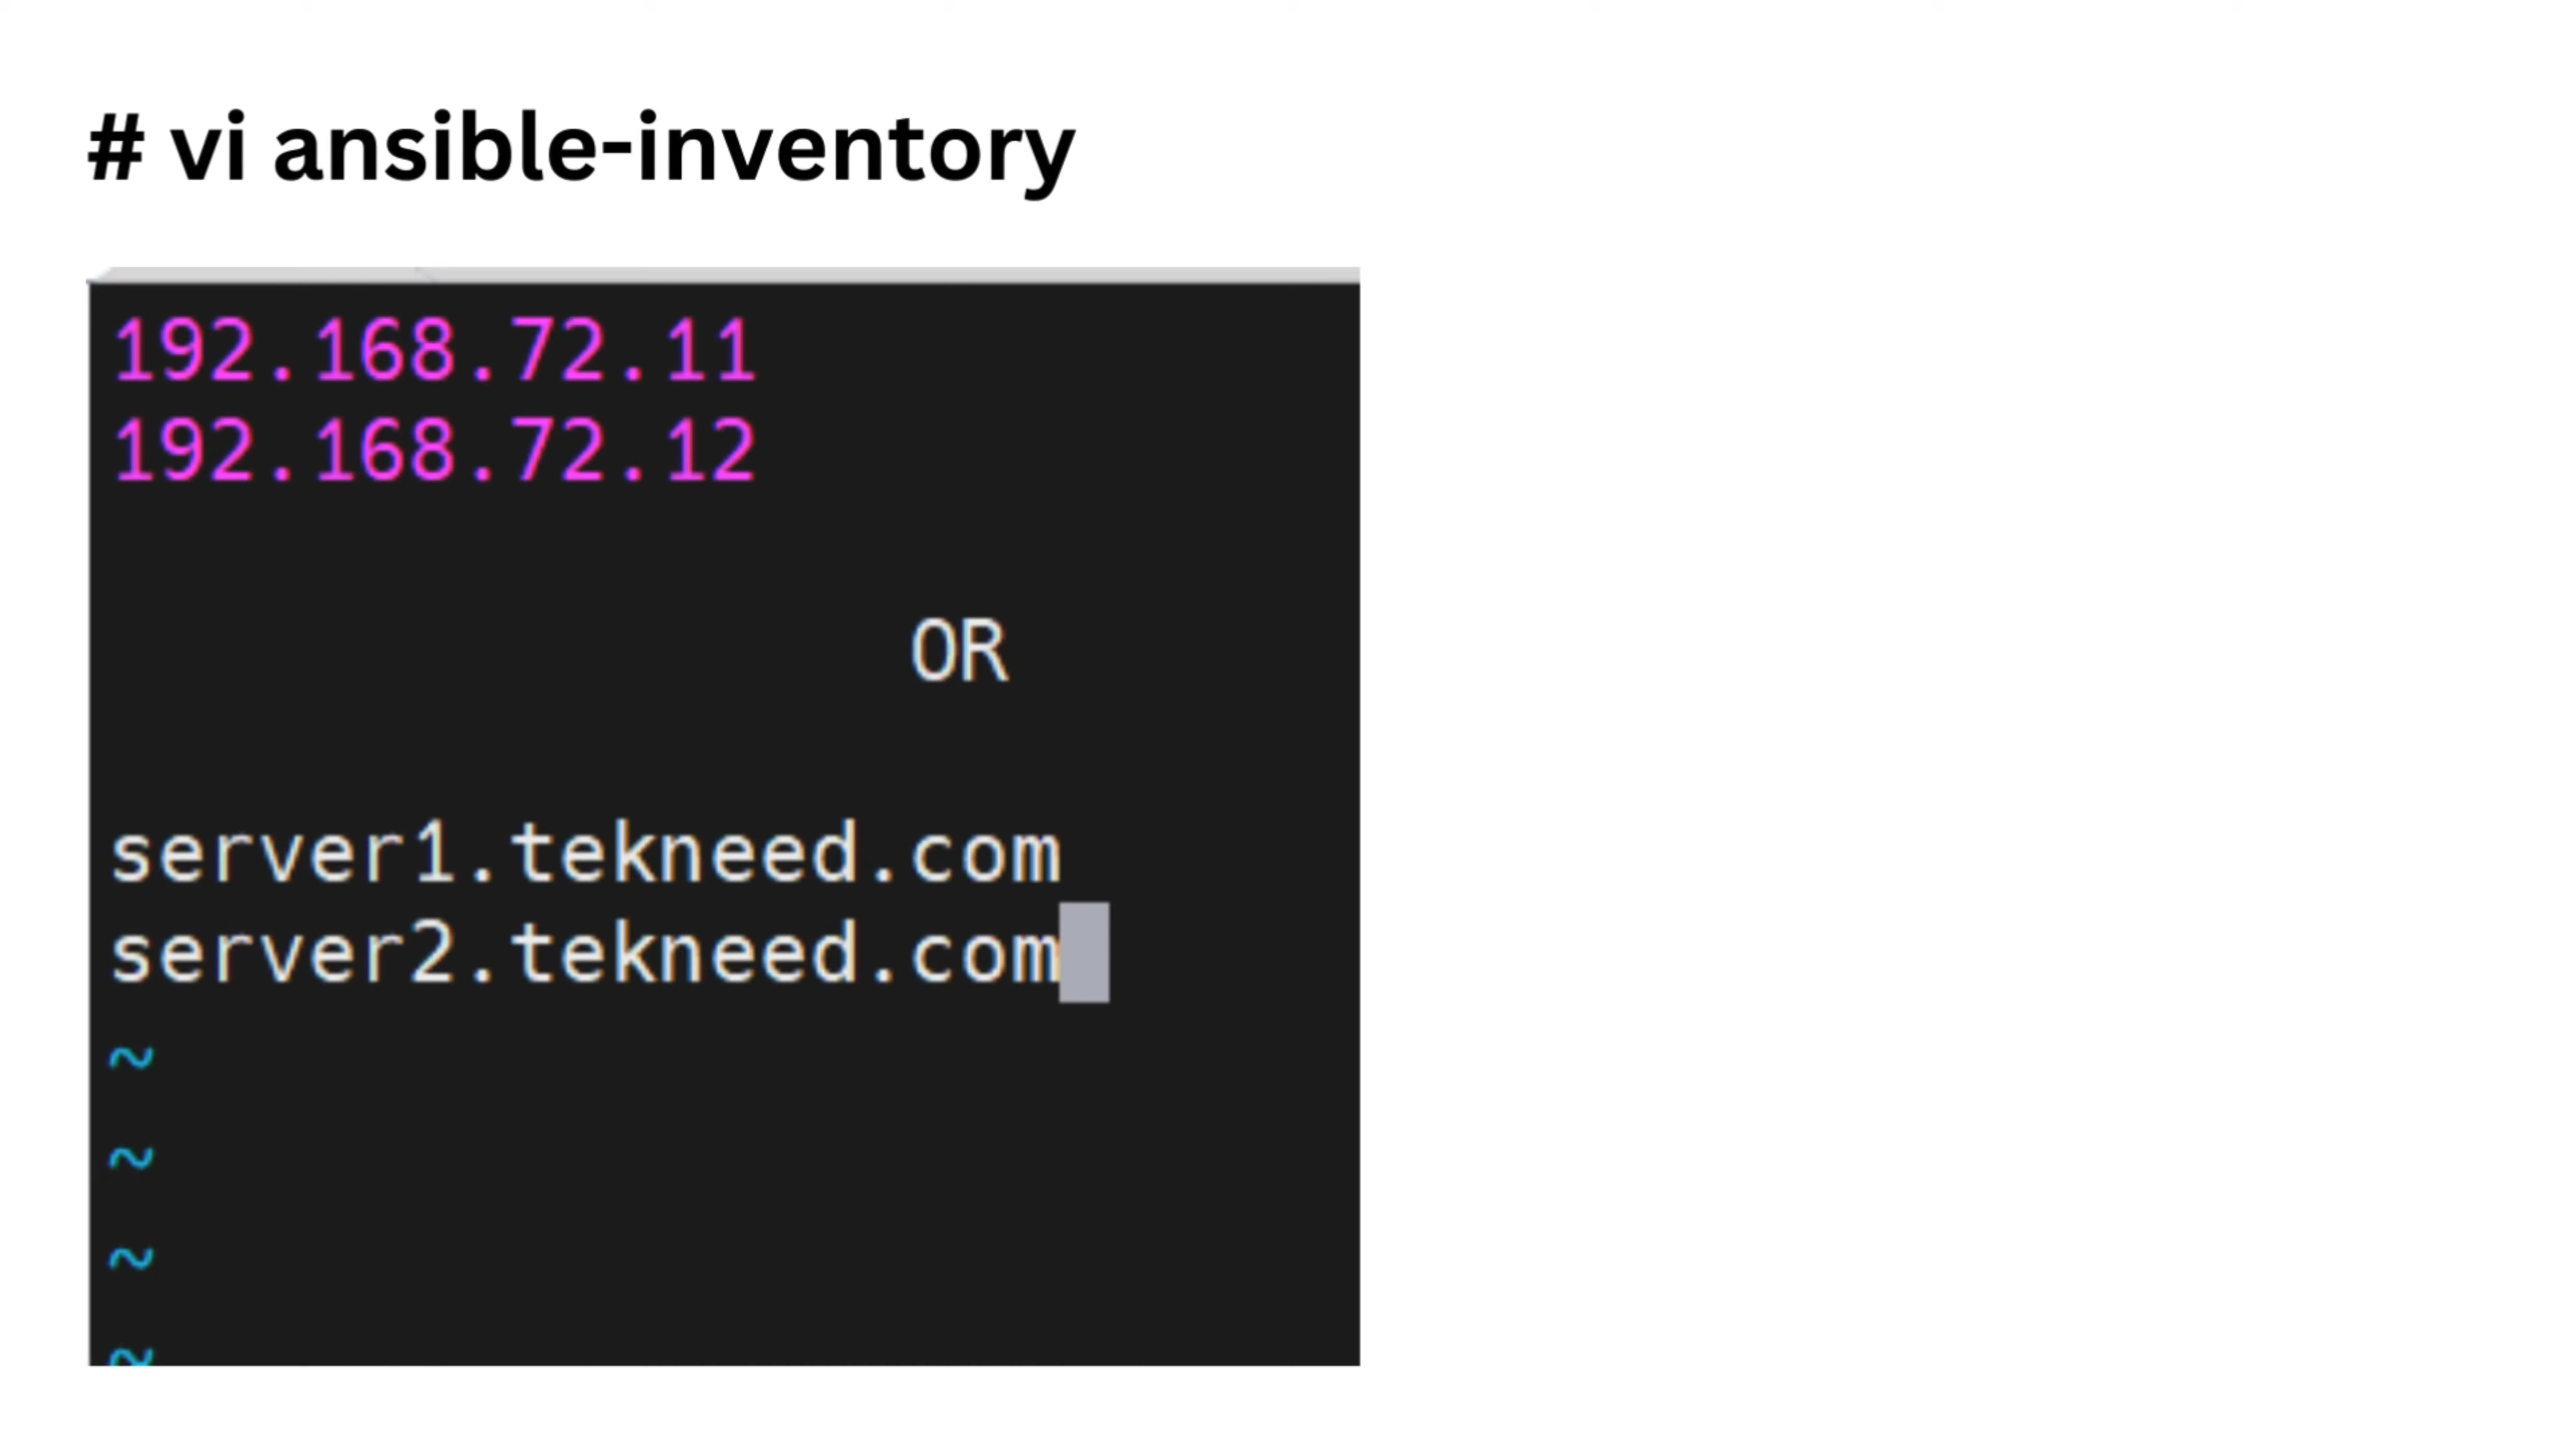 # vi ansible-inventory
192.168.72.11
192.168.72.12
OR
server1.tekneed.com
server2.tekneed.com
~
~
~
~